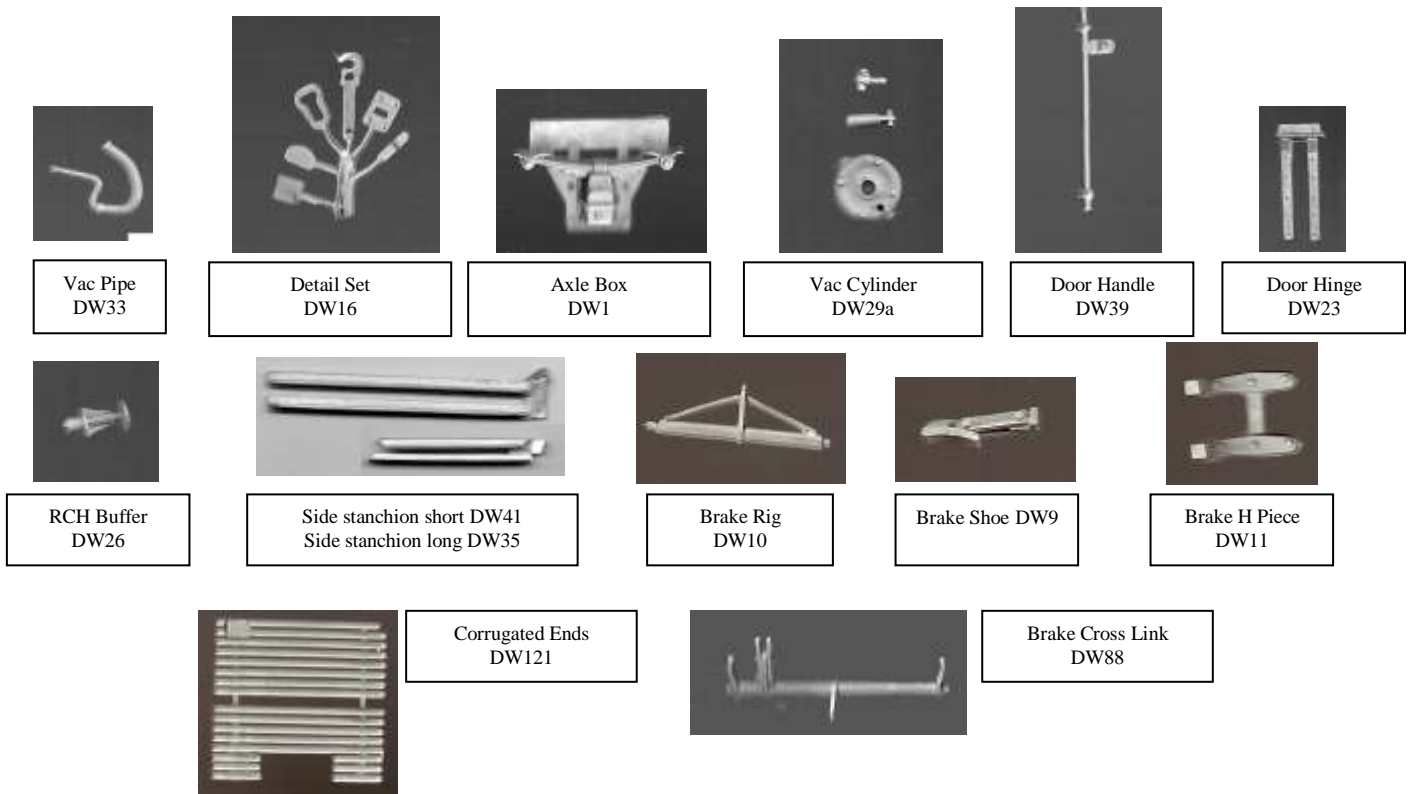 Vac Pipe
DW33
Detail Set
DW16
Axle Box
DW1
Vac Cylinder
DW29a
Door Handle
DW39
Door Hinge
DW23
RCH Buffer
DW26
Side stanchion short DW41
Side stanchion long DW35
Brake Rig
DW10
Brake Shoe DW9
Brake H Piece
DW11
Corrugated Ends
DW121
Brake Cross Link
DW88